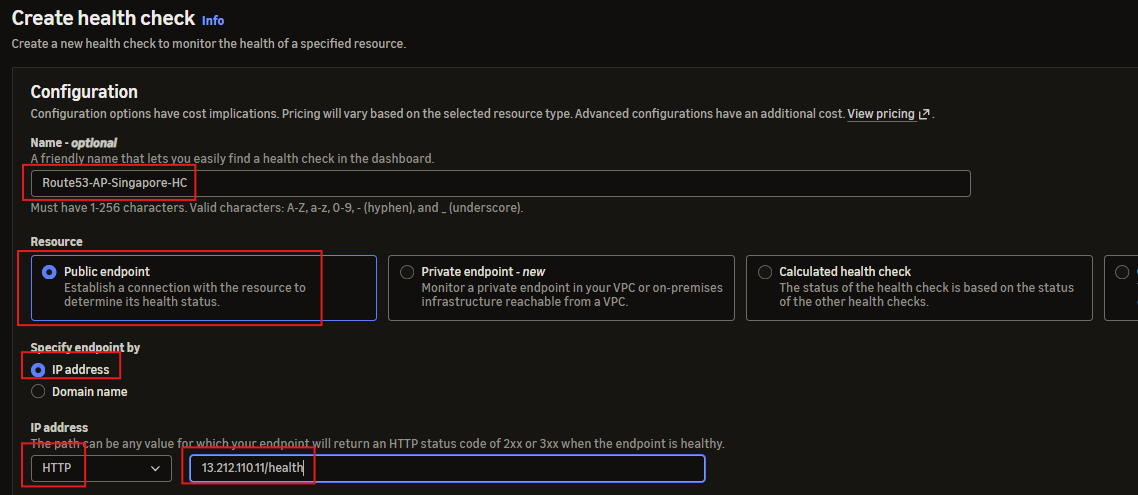 Create health check Info
Create a new health check to monitor the health of a specified resource.
Configuration
Configuration options have cost implications. Pricing will vary based on the selected resource type. Advanced configurations have an additional cost. View pricing.
Name - optional
A friendly name that lets you easily find a health check in the dashboard.
Route53-AP-Singapore-HC
Must have 1-256 characters. Valid characters: A-Z, a-z, 0-9, - (hyphen), and _ (underscore).
Resource
Public endpoint
Establish a connection with the resource to
determine its health status.
Private endpoint - new
Monitor a private endpoint in your VPC or on-premises
infrastructure reachable from a VPC.
Calculated health check
The status of the health check is based on the status
of the other health checks.
Specify endpoint by
IP address
Domain name
IP address
The path can be any value for which your endpoint will return an HTTP status code of 2xx or 3xx when the endpoint is healthy.
HTTP
13.212.110.11/health